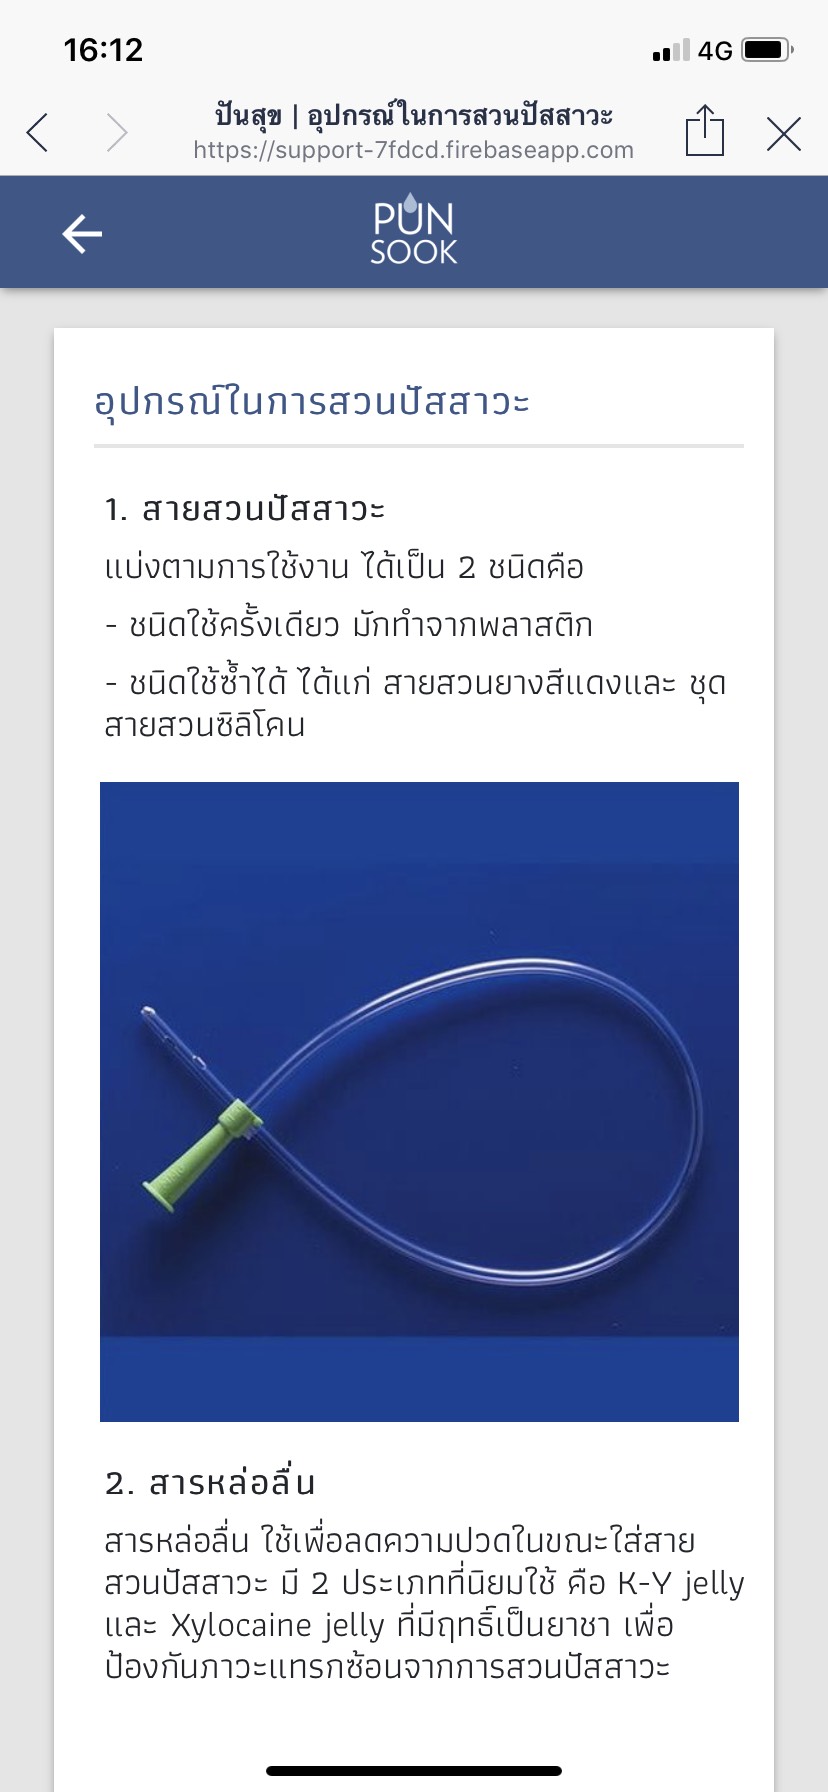 16:12
4G
ปันสุข | อุปกรณ์ในการสวนปัสสาวะ
https://support-7fdcd.firebaseapp.com
PUN
SOOK
อุปกรณ์ในการสวนปัสสาวะ
1. สายสวนปัสสาวะ
แบ่งตามการใช้งาน ได้เป็น 2 ชนิดคือ
- ชนิดใช้ครั้งเดียว มักทำจากพลาสติก
- ชนิดใช้ซ้ำได้ ได้แก่ สายสวนยางสีแดงและ ชุด
สายสวนซิลิโคน
2. สารหล่อลื่น
สารหล่อลื่น ใช้เพื่อลดความปวดในขณะใส่สาย
สวนปัสสาวะ มี 2 ประเภทที่นิยมใช้ คือ K-Y jelly
และ Xylocaine jelly ที่มีฤทธิ์เป็นยาชา เพื่อ
ป้องกันภาวะแทรกซ้อนจากการสวนปัสสาวะ